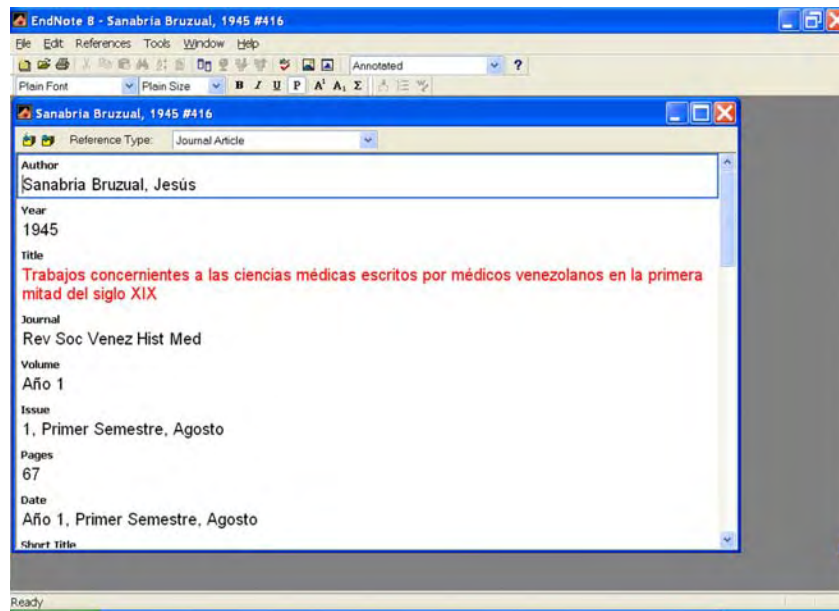 EndNote 8 - Sanabria Bruzual, 1945 #416
File Edit References Tools Window Help
Annotated ?
Plain Font Plain Size B I U P A¹ A₁ Σ
Sanabria Bruzual, 1945 #416
Reference Type: Journal Article
Author
Sanabria Bruzual, Jesús
Year
1945
Title
Trabajos concernientes a las ciencias médicas escritos por médicos venezolanos en la primera
mitad del siglo XIX
Journal
Rev Soc Venez Hist Med
Volume
Año 1
Issue
1, Primer Semestre, Agosto
Pages
67
Date
Año 1, Primer Semestre, Agosto
Short Title
Ready